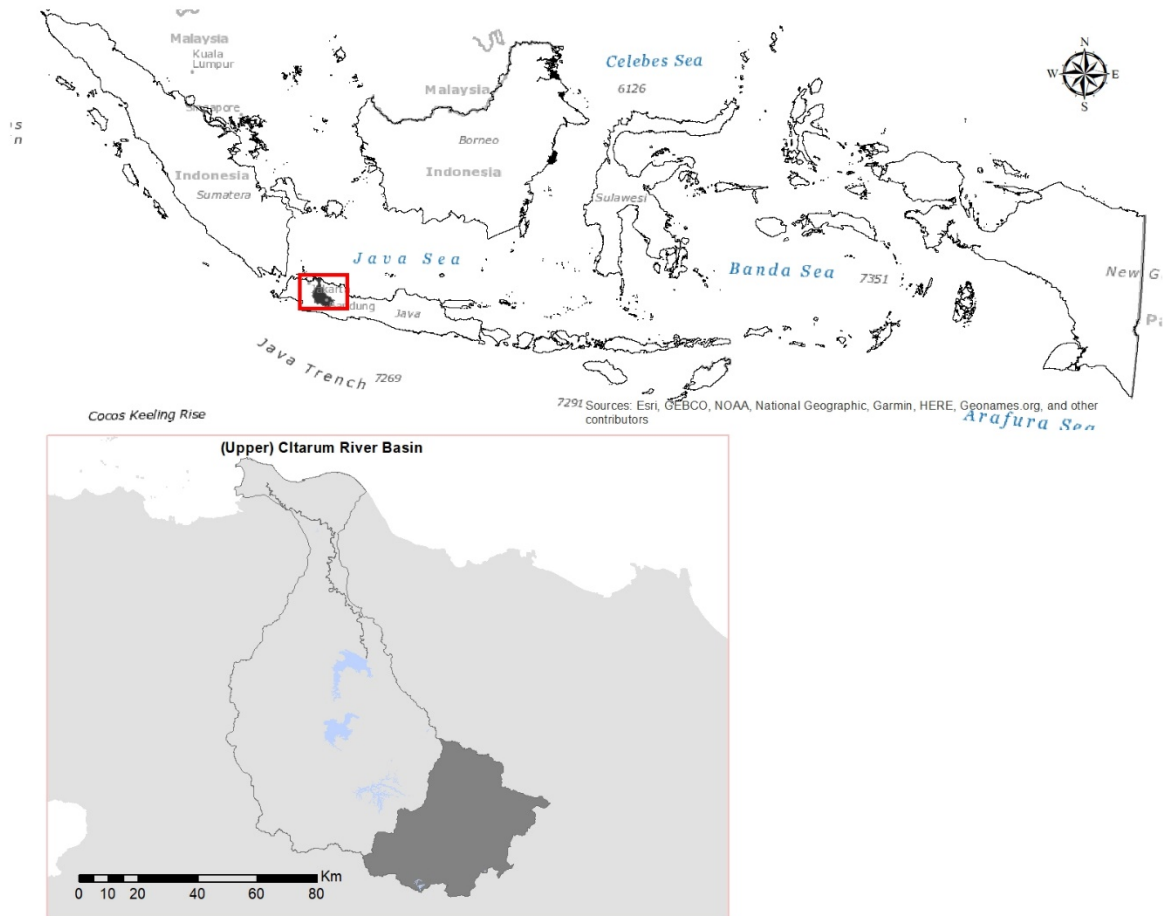 Malaysia
Kuala
Lumpur
Singapore
Indonesia
Sumatera
Malaysia
Borneo
Indonesia
Celebes Sea
6126
N
W
E
S
Sulawesi
Java Sea
Banda Sea
7351
New G
Java
Java Trench
7269
Cocos Keeling Rise
7291
Sources: Esri, GEBCO, NOAA, National Geographic, Garmin, HERE, Geonames.org, and other
contributors
Arafura Sea
(Upper) CItarum River Basin
0 10 20 40 60 80
Km